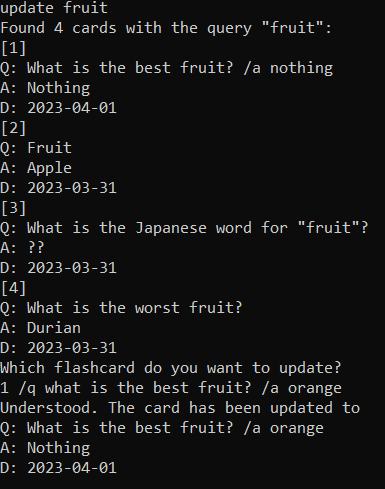 update fruit
Found 4 cards with the query "fruit":
[1]
Q: What is the best fruit? /a nothing
A: Nothing
D: 2023-04-01
[2]
Q: Fruit
A: Apple
D: 2023-03-31
[3]
Q: What is the Japanese word for "fruit"?
A: ??
D: 2023-03-31
[4]
Q: What is the worst fruit?
A: Durian
D: 2023-03-31
Which flashcard do you want to update?
1 /q what is the best fruit? /a orange
Understood. The card has been updated to
Q: What is the best fruit? /a orange
A: Nothing
D: 2023-04-01